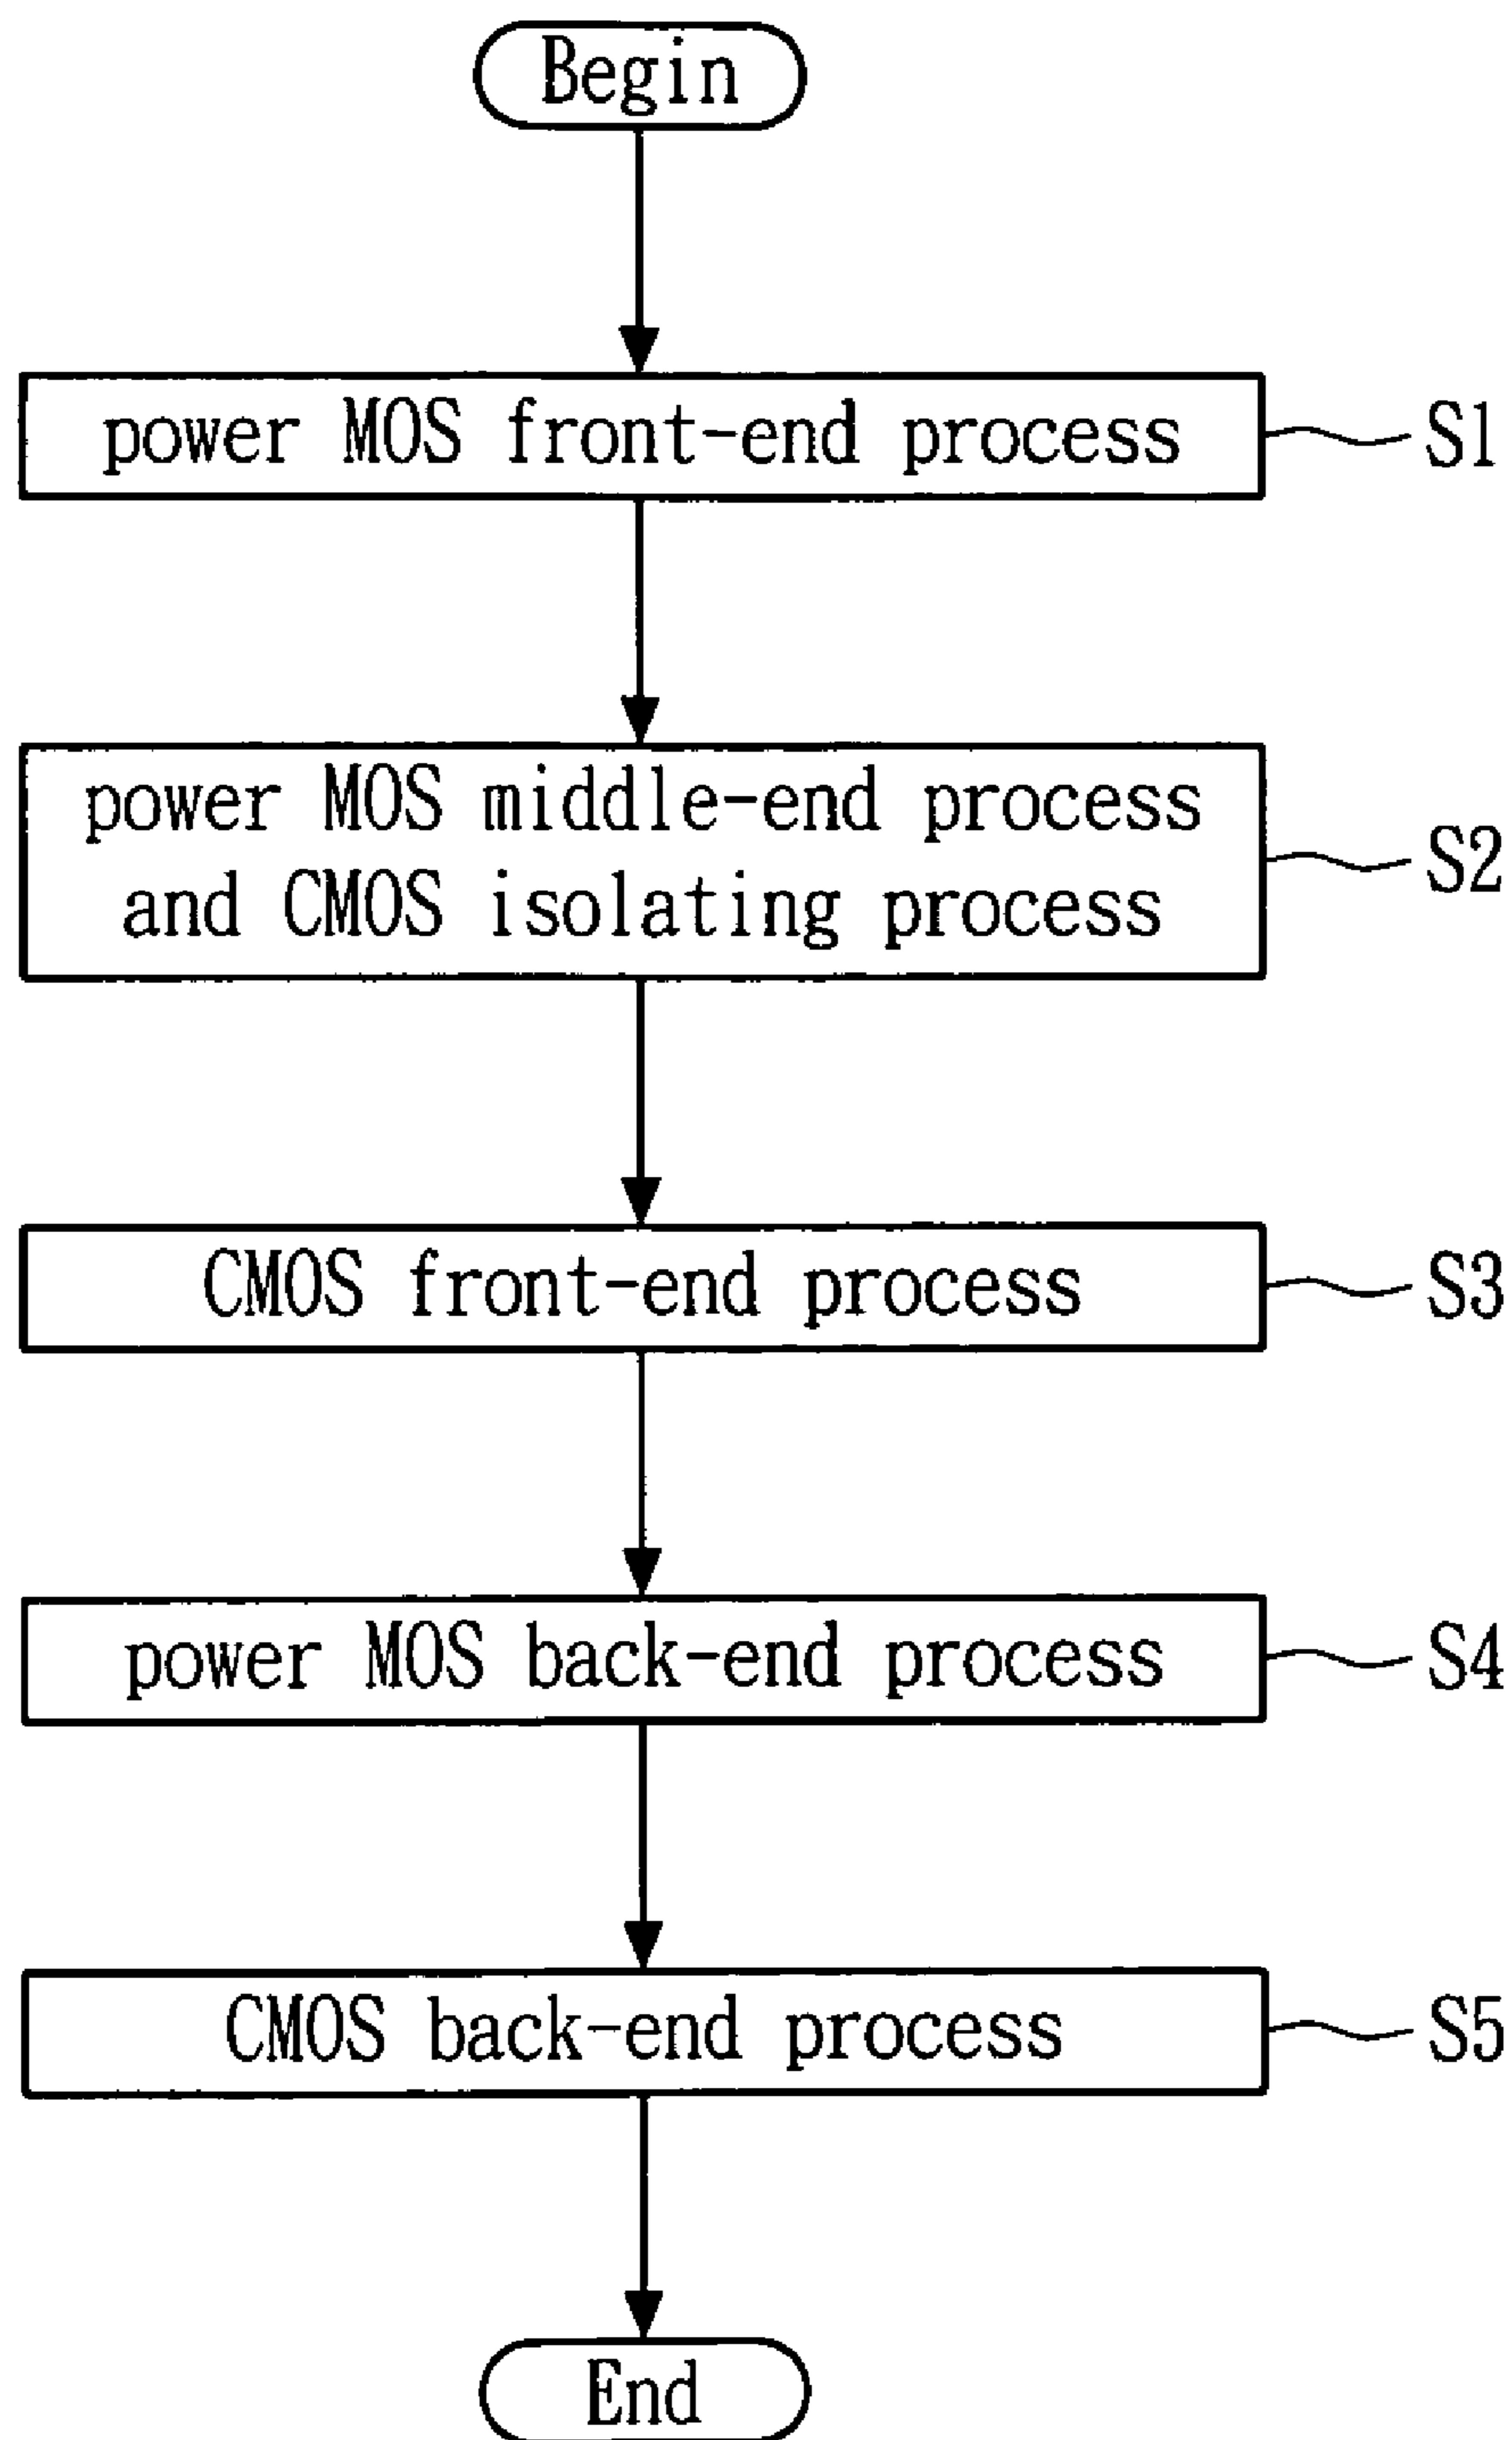 Begin
power MOS front-end process
S1
power MOS middle-end process
and CMOS isolating process
S2
CMOS front-end process
S3
power MOS back-end process
S4
CMOS back-end process
S5
End